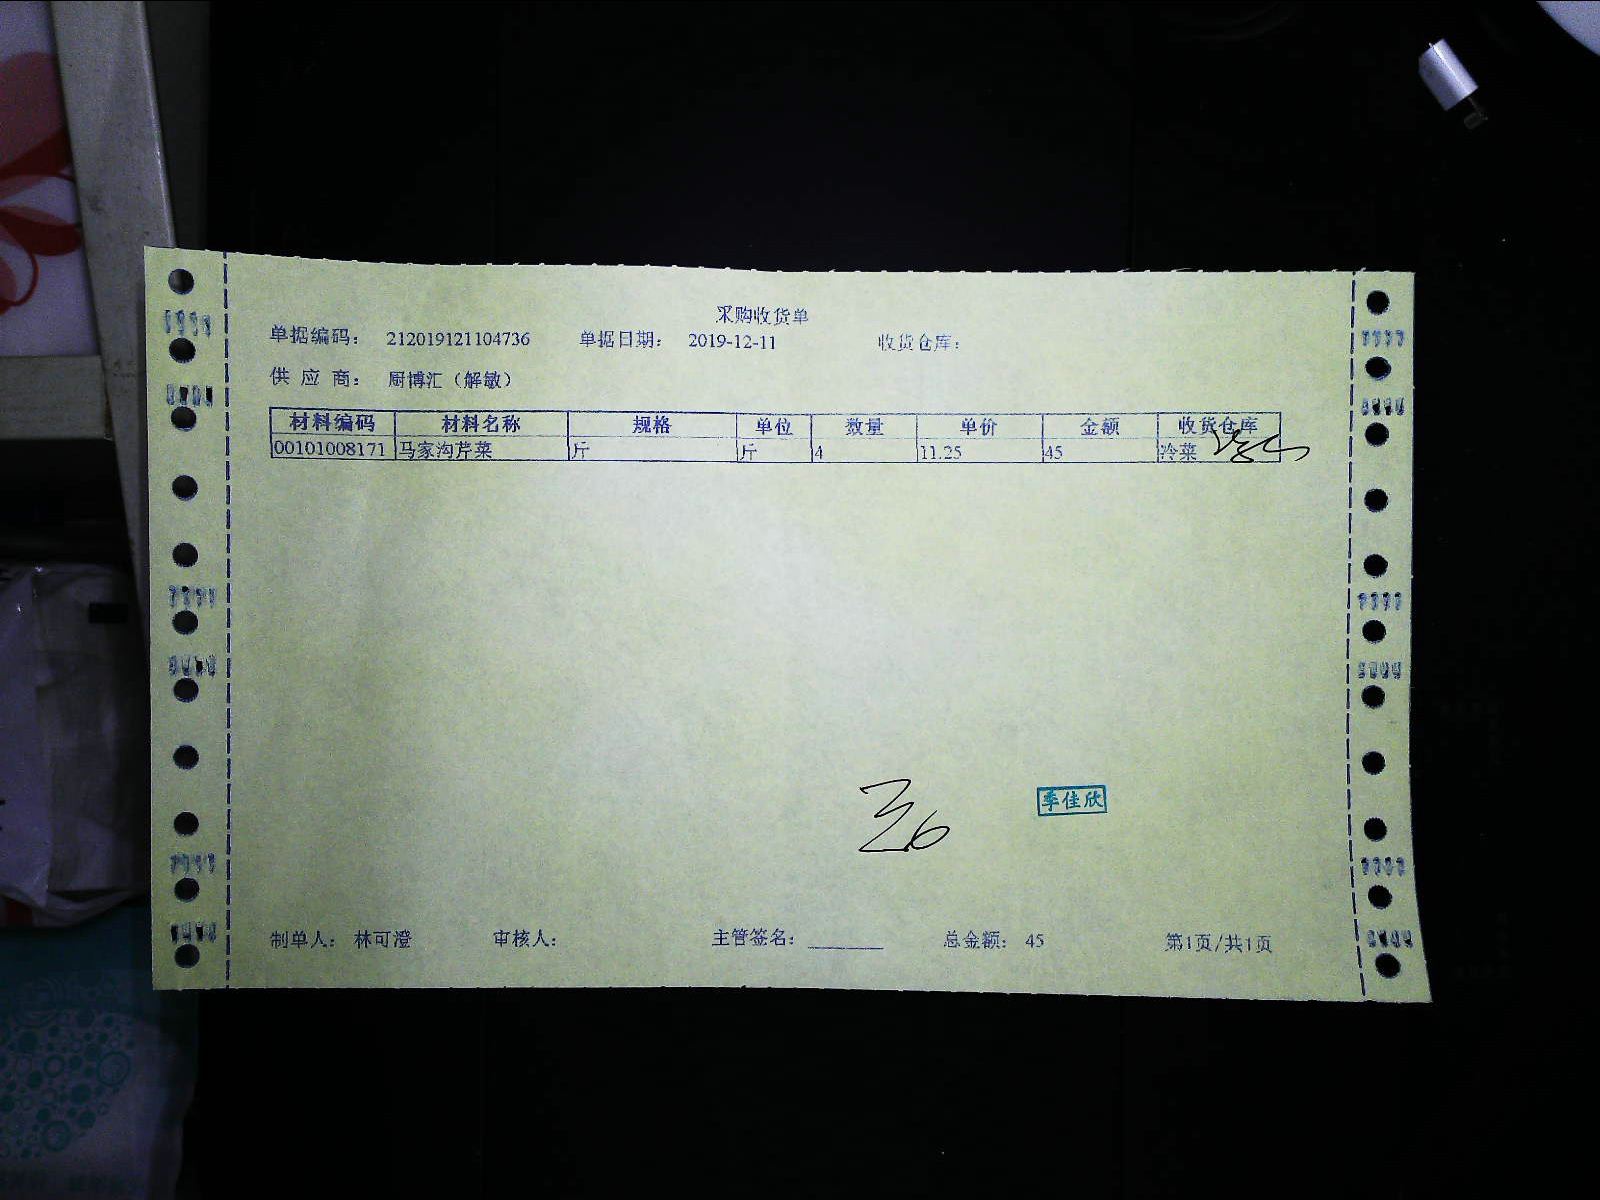 采购收货单
单据编码： 212019121104736 单据日期： 2019-12-11 收货仓库：
供 应 商： 厨博汇（解敏）
材料编码 材料名称 规格 单位 数量 单价 金额 收货仓库
00101008171 马家沟芹菜 斤 斤 4 11.25 45 冷菜
季佳欣
制单人： 林可澄 审核人： 主管签名：________ 总金额： 45 第1页/共1页